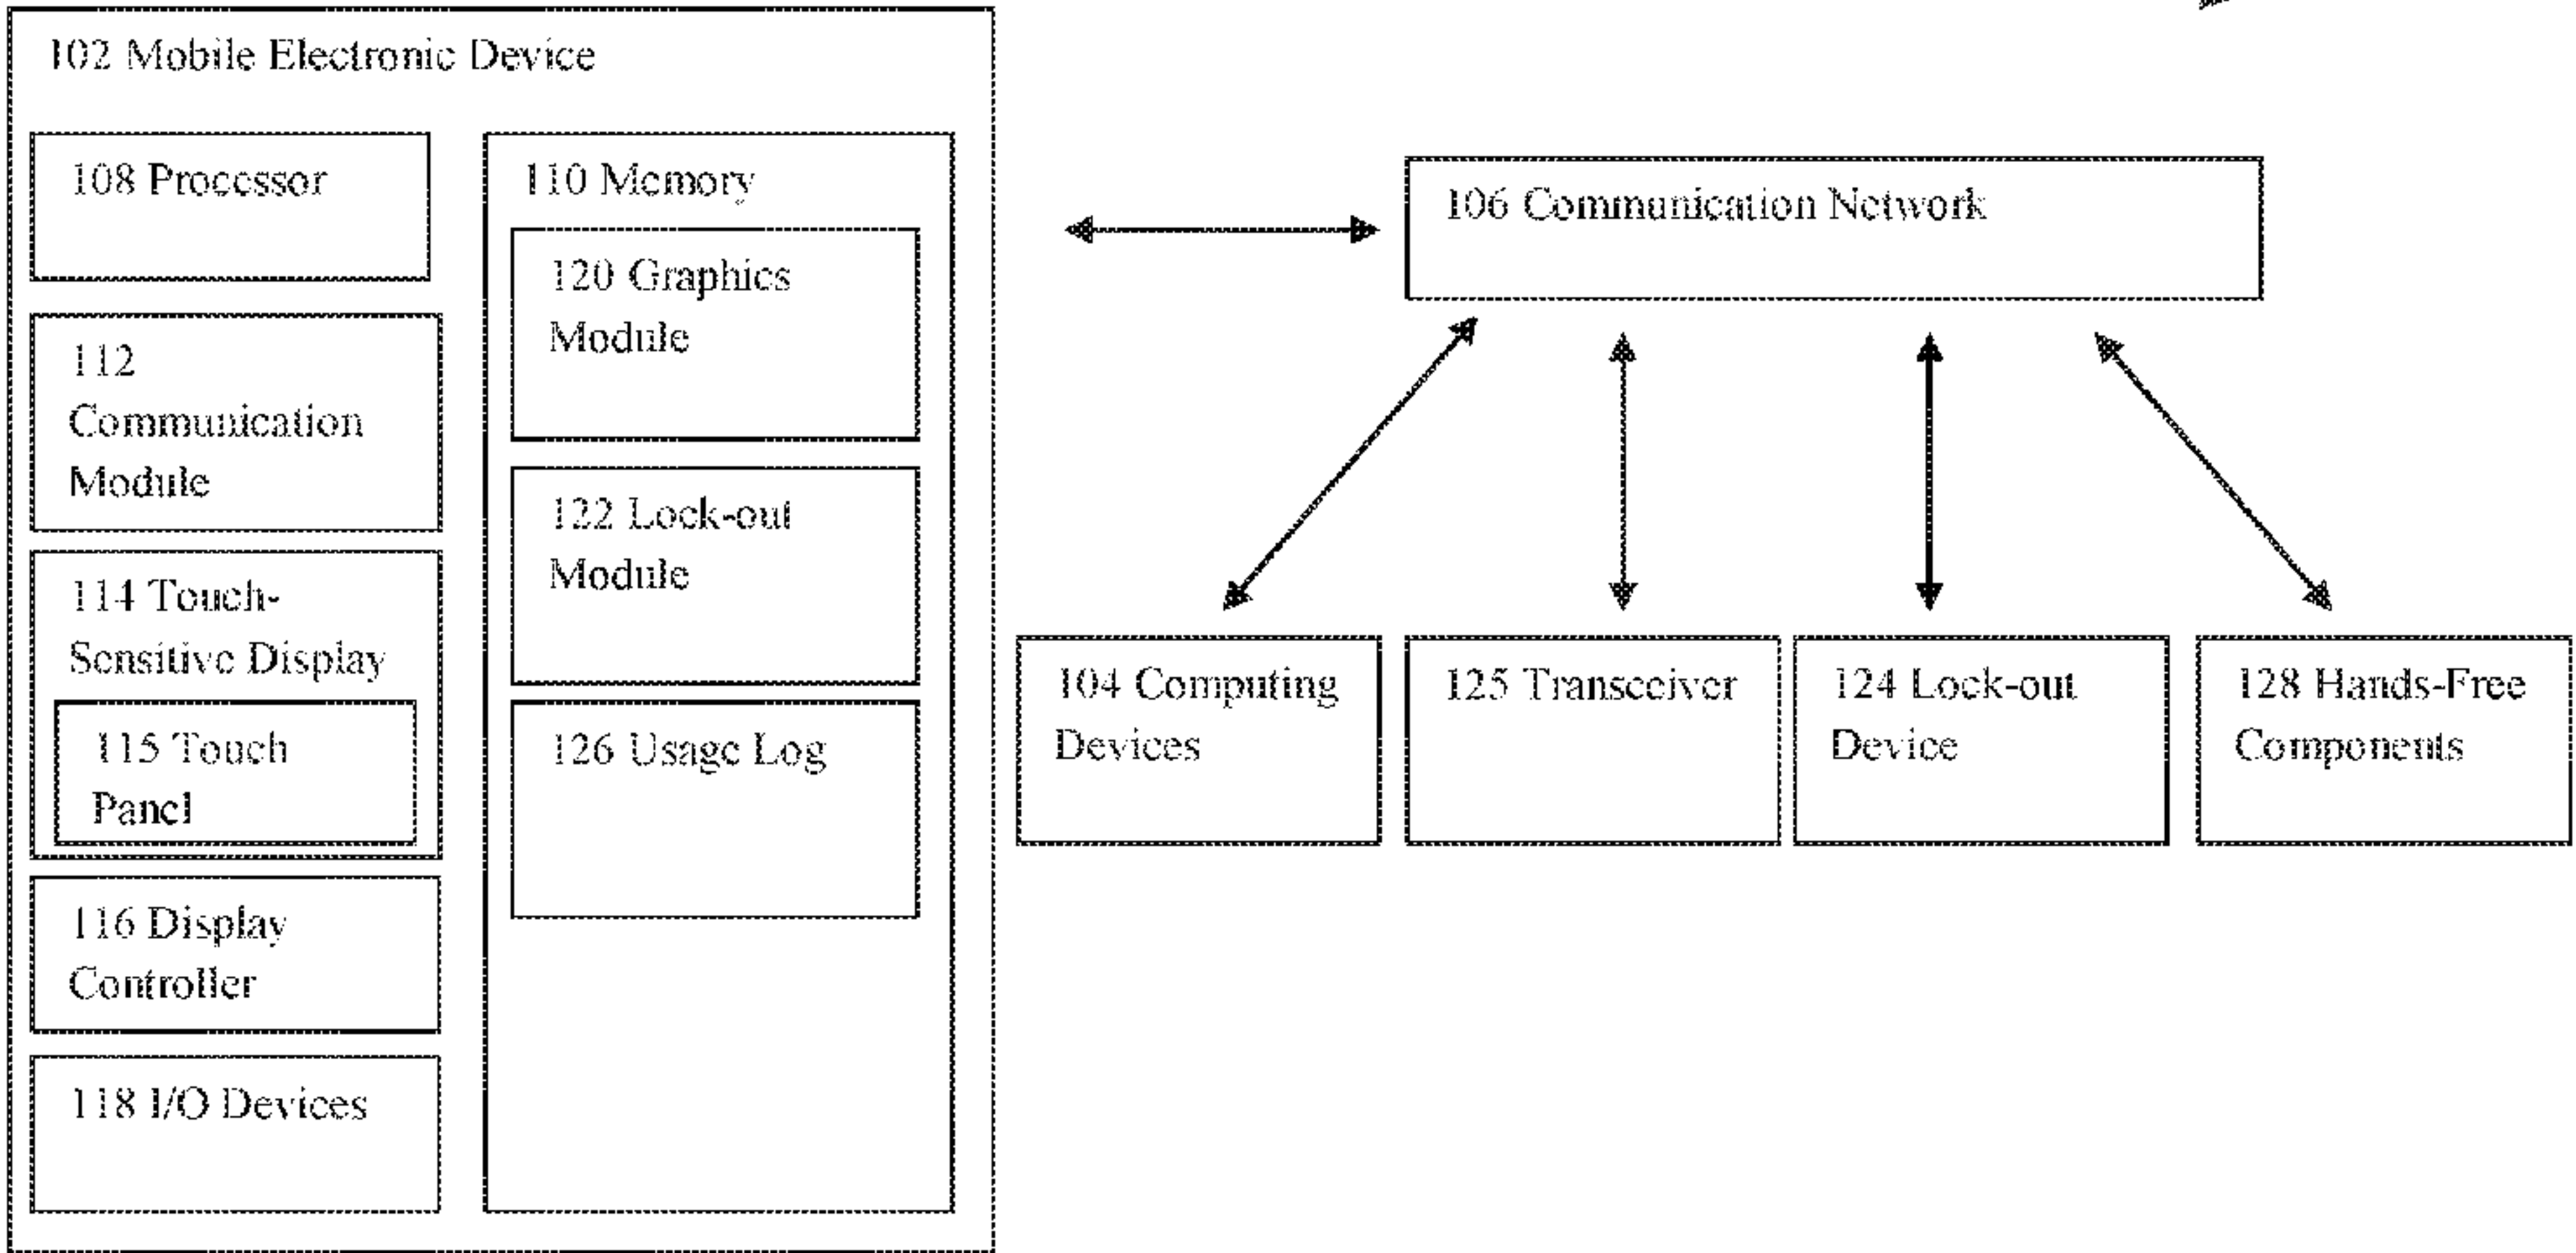 102 Mobile Electronic Device
108 Processor
112
Communication
Module
114 Touch-
Sensitive Display
115 Touch
Panel
116 Display
Controller
118 I/O Devices
110 Memory
120 Graphics
Module
122 Lock-out
Module
126 Usage Log
106 Communication Network
104 Computing
Devices
125 Transceiver
124 Lock-out
Device
128 Hands-Free
Components